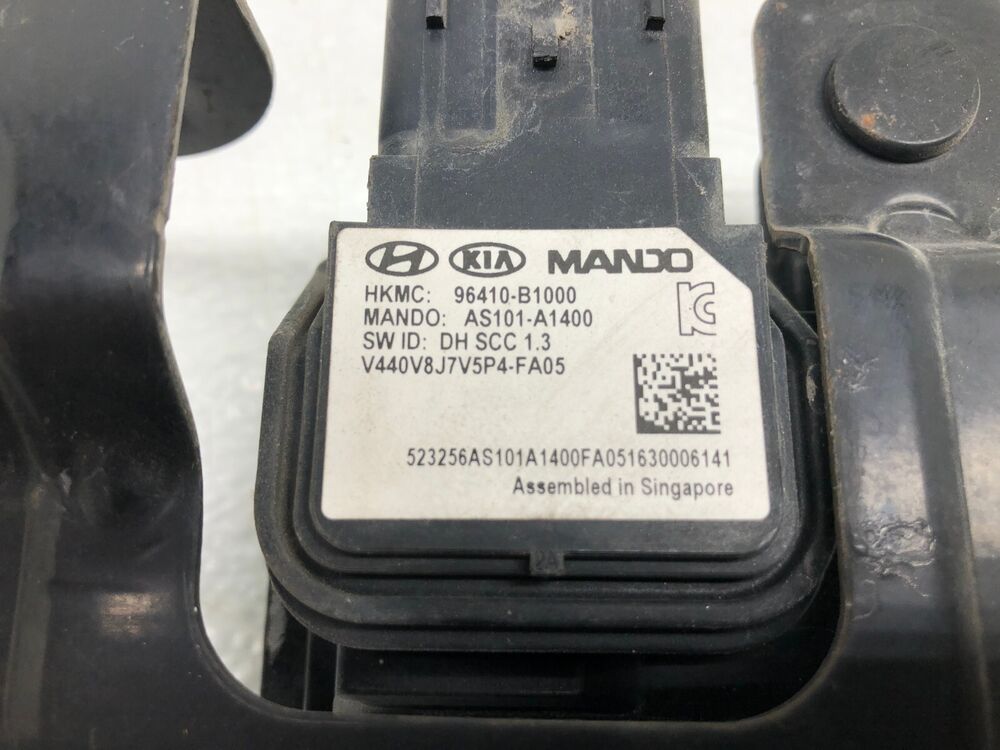 KIA MANDO
HKMC: 96410-B1000
MANDO: AS101-A1400
SW ID: DH SCC 1.3
V440V8J7V5P4-FA05
523256AS101A1400FA051630006141
Assembled in Singapore
2A